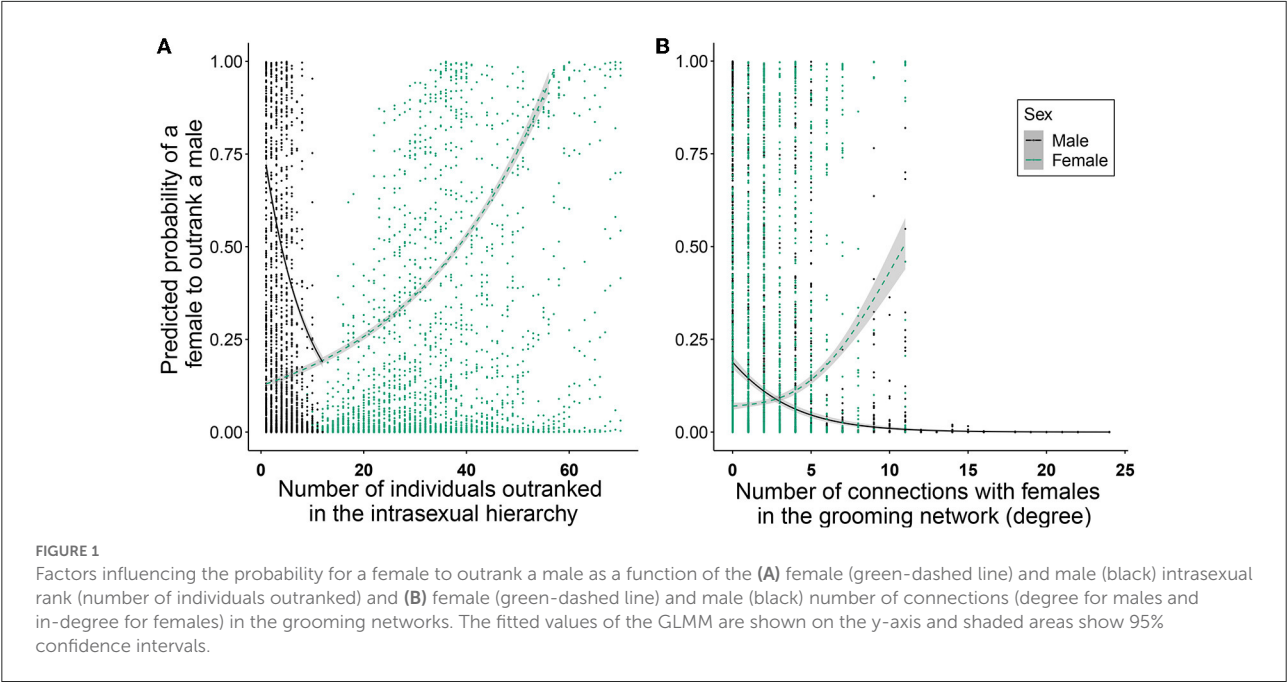 A
B
1.00
0.75
0.50
0.25
0.00
Predicted probability of a
female to outrank a male
0
20
40
60
Number of individuals outranked
in the intrasexual hierarchy
1.00
0.75
0.50
0.25
0.00
0
5
10
15
20
25
Number of connections with females
in the grooming network (degree)
Sex
Male
Female
FIGURE 1
Factors influencing the probability for a female to outrank a male as a function of the (A) female (green-dashed line) and male (black) intrasexual
rank (number of individuals outranked) and (B) female (green-dashed line) and male (black) number of connections (degree for males and
in-degree for females) in the grooming networks. The fitted values of the GLMM are shown on the y-axis and shaded areas show 95%
confidence intervals.